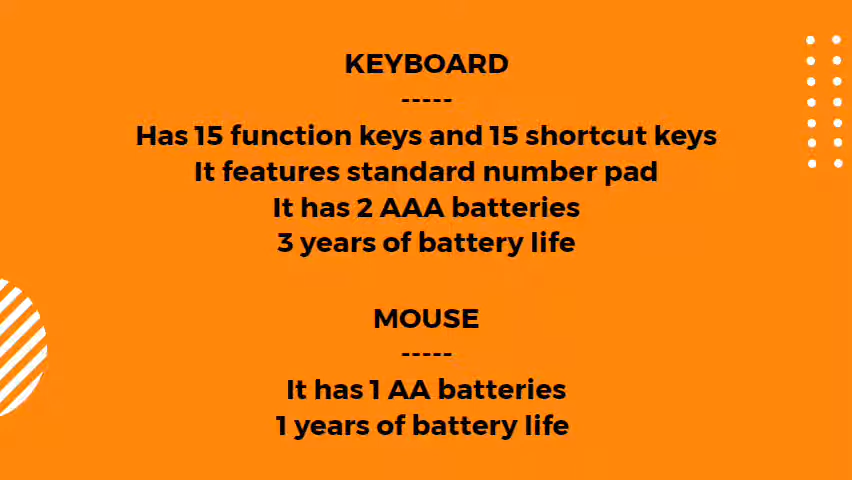 KEYBOARD
-----
Has 15 function keys and 15 shortcut keys
It features standard number pad
It has 2 AAA batteries
3 years of battery life
MOUSE
-----
It has 1 AA batteries
1 years of battery life